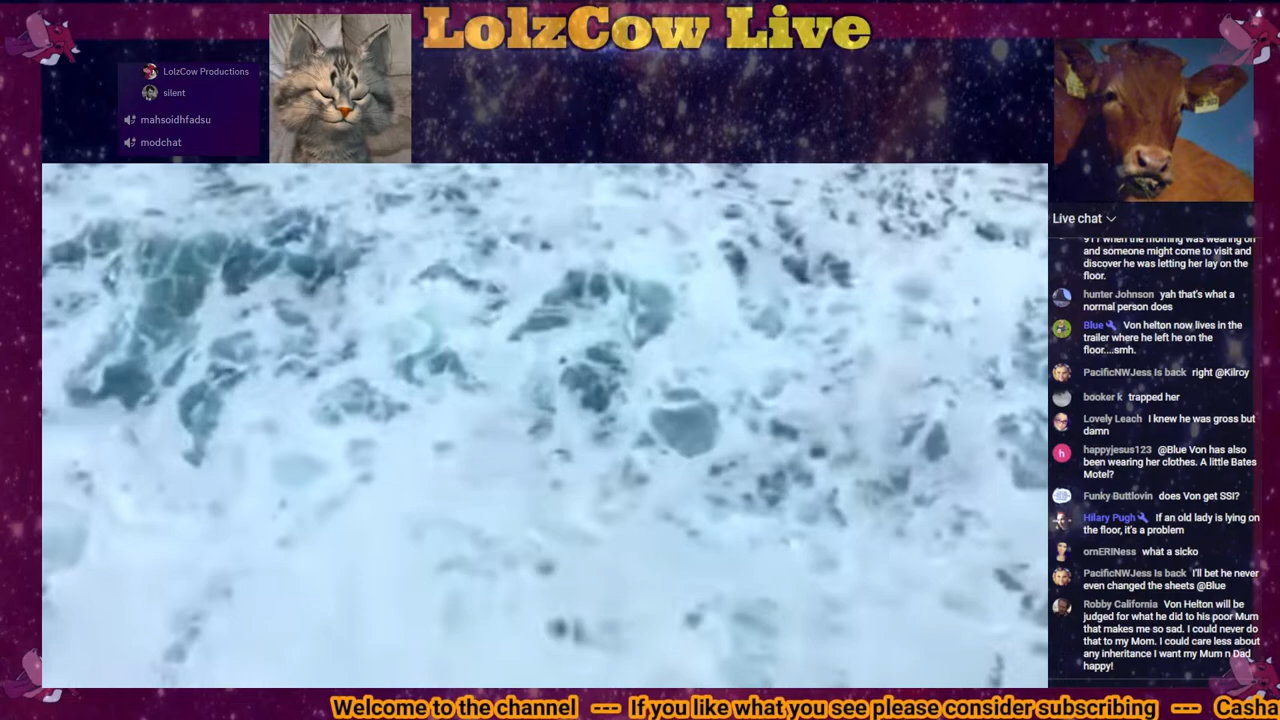 LolzCow Live
LolzCow Productions
silent
mahsoidhfadsu
modchat
Live chat
911 when the morning was wearing on
and someone might come to visit and
discover he was letting her lay on the
floor.
hunter Johnson yah that's what a
normal person does
Blue Von helton now lives in the
trailer where he left he on the
floor....smh.
PacificNWJess Is back right @Kilroy
booker k trapped her
Lovely Leach I knew he was gross but
damn
h
happyjesus123 @Blue Von has also
been wearing her clothes. A little Bates
Motel?
Funky Buttlovin does Von get SSI?
Hilary Pugh If an old lady is lying on
the floor, it's a problem
omERINess what a sicko
PacificNWJess Is back I'll bet he never
even changed the sheets @Blue
Robby California Von Helton will be
judged for what he did to his poor Mum
that makes me so sad. I could never do
that to my Mom. I could care less about
any inheritance I want my Mum n Dad
happy!
Welcome to the channel --- If you like what you see please consider subscribing --- Casha